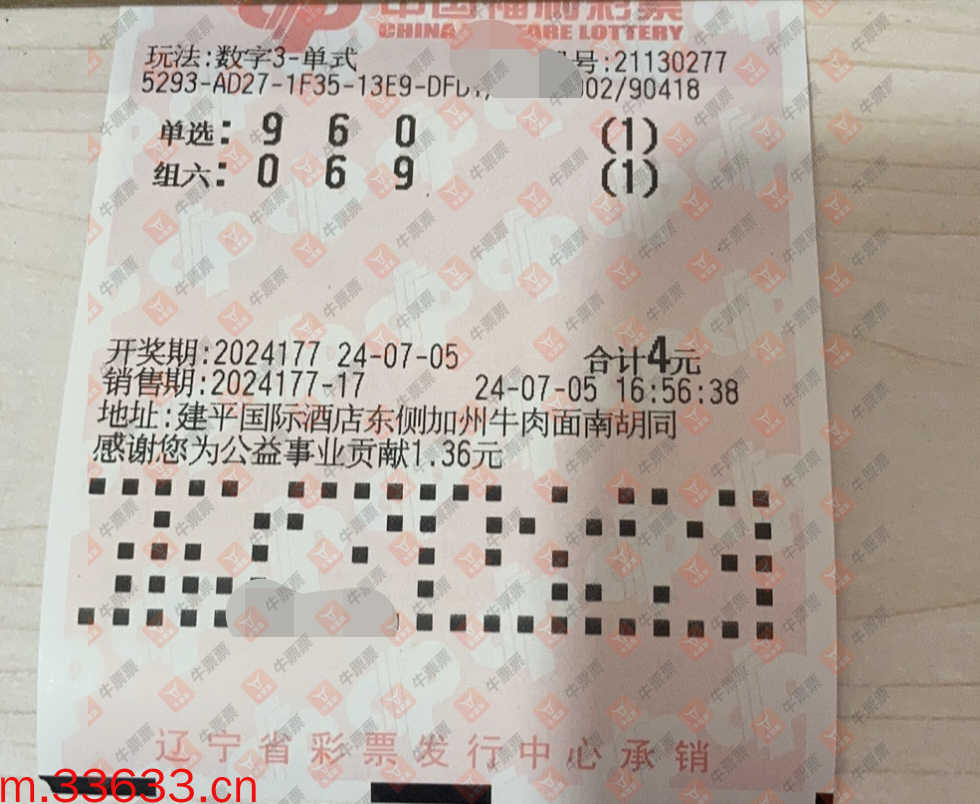 中国福利彩票
CHINA ARE LOTTERY
玩法:数字3-单式 号:21130277
5293-AD27-1F35-13E9-DFD 002/90418
单选: 9 6 0 (1)
组六: 0 6 9 (1)
开奖期:2024177 24-07-05 合计4元
销售期:2024177-17 24-07-05 16:56:38
地址:建平国际酒店东侧加州牛肉面南胡同
感谢您为公益事业贡献1.36元
辽宁省彩票发行中心承销
m.33633.cn
牛票票